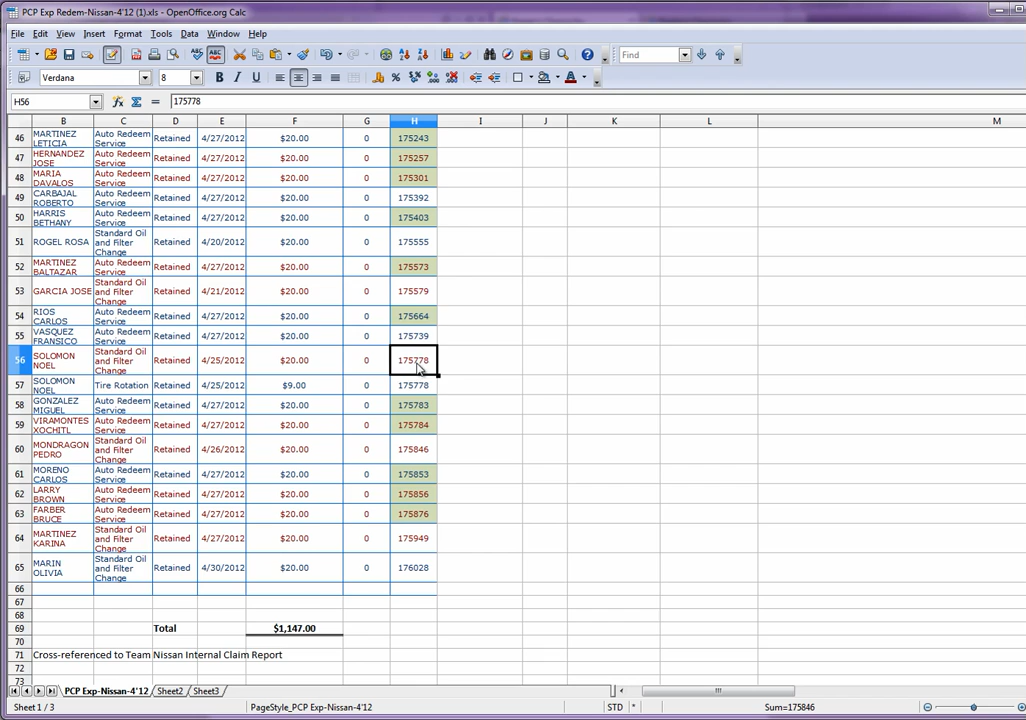 PCP Exp Redem-Nissan-4'12 (1).xls - OpenOffice.org Calc
File Edit View Insert Format Tools Data Window Help
Find
Verdana 8
H56 175778
B C D E F G H I J K L M
46 MARTINEZ LETICIA Auto Redeem Service Retained 4/27/2012 $20.00 0 175243
47 HERNANDEZ JOSE Auto Redeem Service Retained 4/27/2012 $20.00 0 175257
48 MARIA DAVALOS Auto Redeem Service Retained 4/27/2012 $20.00 0 175301
49 CARBAJAL ROBERTO Auto Redeem Service Retained 4/27/2012 $20.00 0 175392
50 HARRIS BETHANY Auto Redeem Service Retained 4/27/2012 $20.00 0 175403
51 ROGEL ROSA Standard Oil and Filter Change Retained 4/20/2012 $20.00 0 175555
52 MARTINEZ BALTAZAR Auto Redeem Service Retained 4/27/2012 $20.00 0 175573
53 GARCIA JOSE Standard Oil and Filter Change Retained 4/21/2012 $20.00 0 175579
54 RIOS CARLOS Auto Redeem Service Retained 4/27/2012 $20.00 0 175664
55 VASQUEZ FRANSICO Auto Redeem Service Retained 4/27/2012 $20.00 0 175739
56 SOLOMON NOEL Standard Oil and Filter Change Retained 4/25/2012 $20.00 0 175778
57 SOLOMON NOEL Tire Rotation Retained 4/25/2012 $9.00 0 175778
58 GONZALEZ MIGUEL Auto Redeem Service Retained 4/27/2012 $20.00 0 175783
59 VIRAMONTES XOCHITL Auto Redeem Service Retained 4/27/2012 $20.00 0 175784
60 MONDRAGON PEDRO Standard Oil and Filter Change Retained 4/26/2012 $20.00 0 175846
61 MORENO CARLOS Auto Redeem Service Retained 4/27/2012 $20.00 0 175853
62 LARRY BROWN Auto Redeem Service Retained 4/27/2012 $20.00 0 175856
63 FARBER BRUCE Auto Redeem Service Retained 4/27/2012 $20.00 0 175876
64 MARTINEZ KARINA Standard Oil and Filter Change Retained 4/27/2012 $20.00 0 175949
65 MARIN OLIVIA Standard Oil and Filter Change Retained 4/30/2012 $20.00 0 176028
66
67
68
69 Total $1,147.00
70
71 Cross-referenced to Team Nissan Internal Claim Report
72
73
PCP Exp-Nissan-4'12 Sheet2 Sheet3
Sheet 1 / 3 PageStyle_PCP Exp-Nissan-4'12 STD * Sum=175846